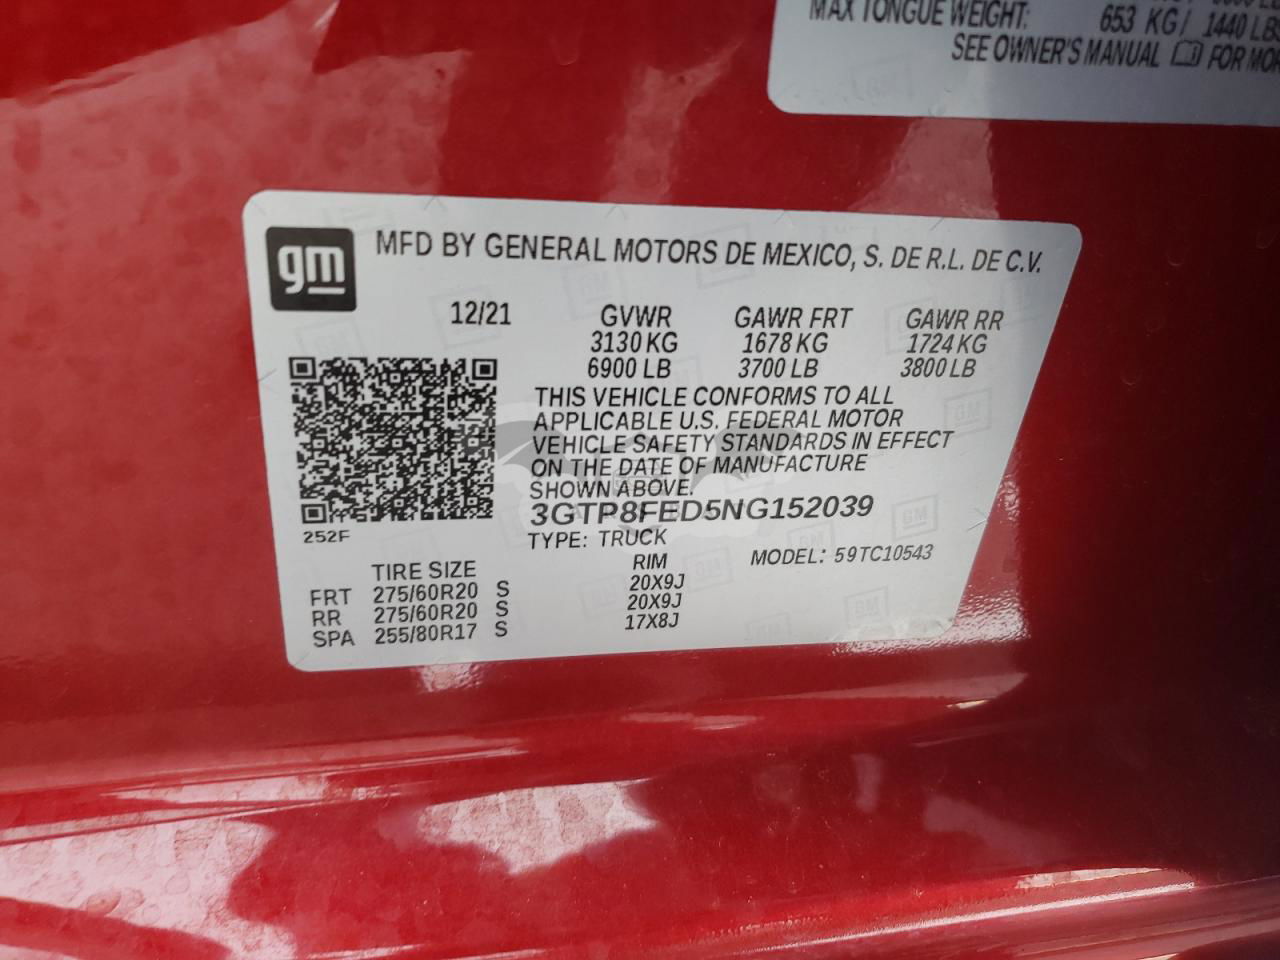 MAX TONGUE WEIGHT: 653 KG/ 1440 LBS
SEE OWNER'S MANUAL FOR MOR
gm
MFD BY GENERAL MOTORS DE MEXICO, S. DE R.L. DE C.V.
12/21 GVWR GAWR FRT GAWR RR
3130 KG 1678 KG 1724 KG
6900 LB 3700 LB 3800 LB
THIS VEHICLE CONFORMS TO ALL
APPLICABLE U.S. FEDERAL MOTOR
VEHICLE SAFETY STANDARDS IN EFFECT
ON THE DATE OF MANUFACTURE
SHOWN ABOVE.
3GTP8FED5NG152039
252F
TYPE: TRUCK
MODEL: 59TC10543
TIRE SIZE RIM
FRT 275/60R20 S 20X9J
RR 275/60R20 S 20X9J
SPA 255/80R17 S 17X8J